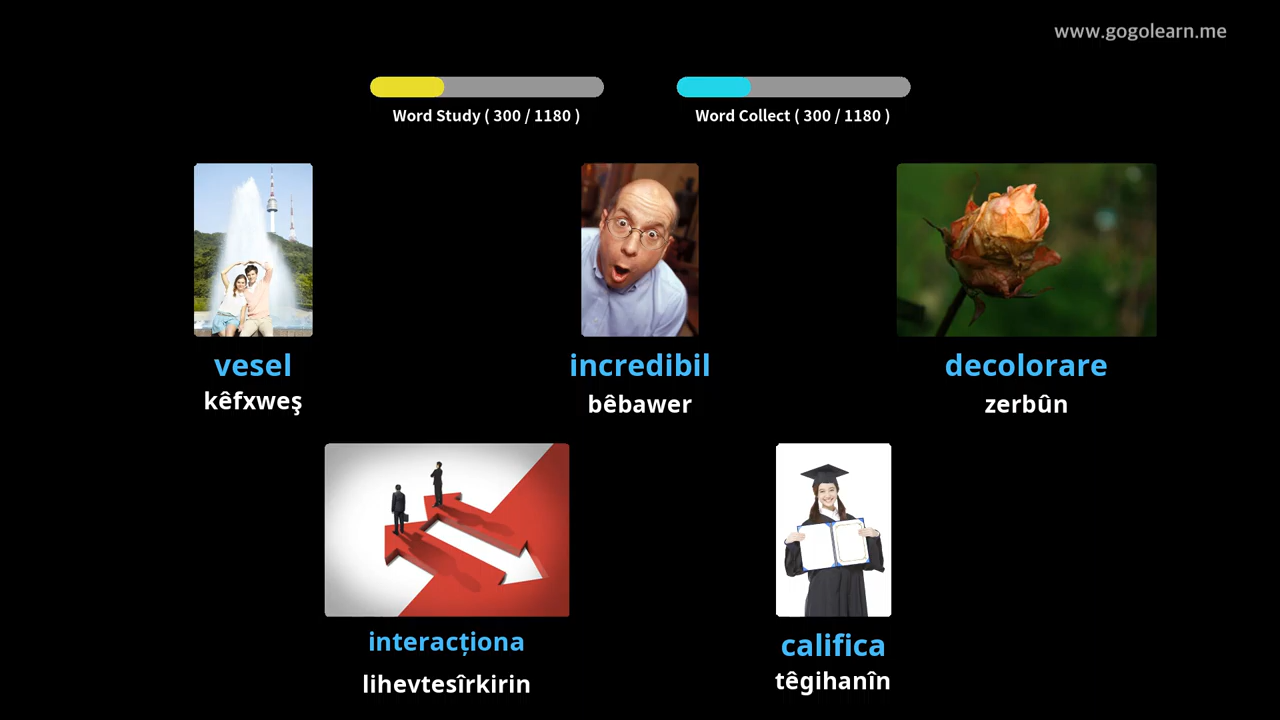 www.gogolearn.me
Word Study ( 300 / 1180 )
Word Collect ( 300 / 1180 )
vesel
kêfxweş
incredibil
bêbawer
decolorare
zerbûn
interacționa
lihevtesîrkirin
califica
têgihanîn